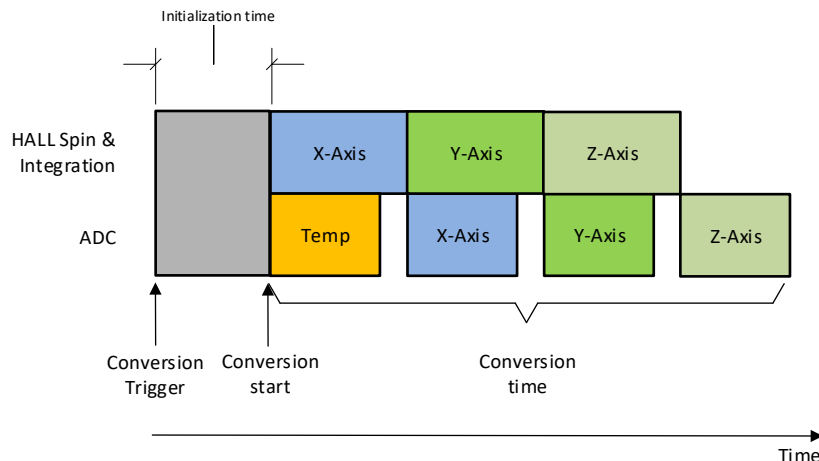 Initialization time
HALL Spin &
Integration
X-Axis
Y-Axis
Z-Axis
ADC
Temp
X-Axis
Y-Axis
Z-Axis
Conversion
Trigger
Conversion
start
Conversion
time
Time